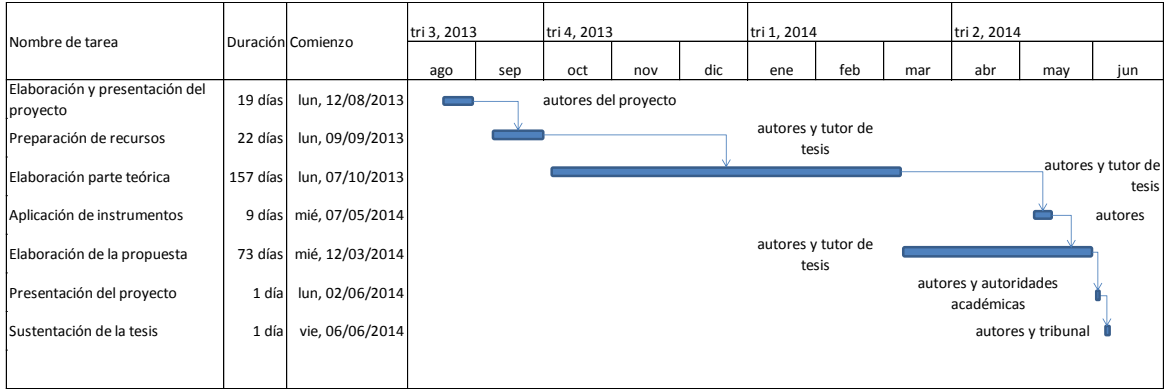 Nombre de tarea Duración Comienzo tri 3, 2013 tri 4, 2013 tri 1, 2014 tri 2, 2014
ago sep oct nov dic ene feb mar abr may jun
Elaboración y presentación del
proyecto 19 días lun, 12/08/2013 autores del proyecto
Preparación de recursos 22 días lun, 09/09/2013 autores y tutor de
tesis
Elaboración parte teórica 157 días lun, 07/10/2013 autores y tutor de
tesis
Aplicación de instrumentos 9 días mié, 07/05/2014 autores
Elaboración de la propuesta 73 días mié, 12/03/2014 autores y tutor de
tesis
Presentación del proyecto 1 día lun, 02/06/2014 autores y autoridades
académicas
Sustentación de la tesis 1 día vie, 06/06/2014 autores y tribunal